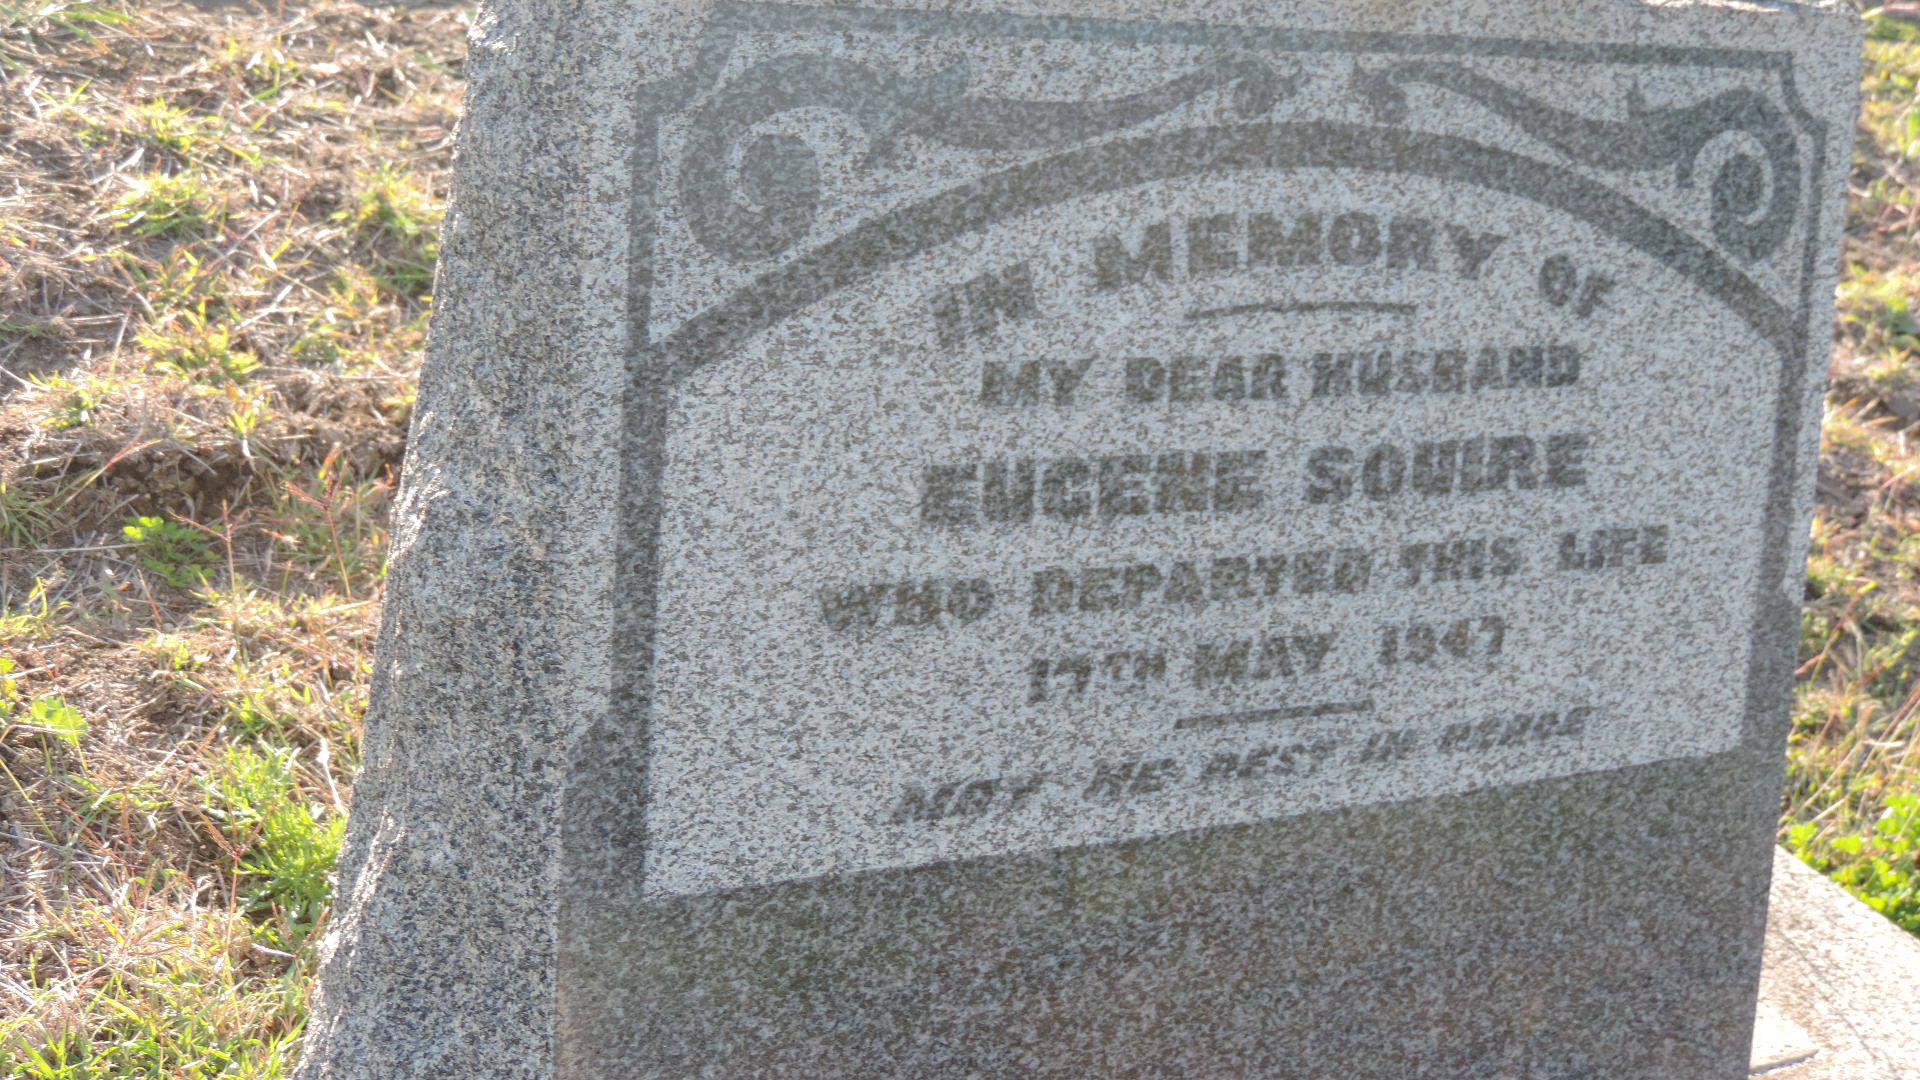 IN MEMORY OF
MY DEAR HUSBAND
EUGENE SQUIRE
WHO DEPARTED THIS LIFE
17TH MAY 1947
MAY HE REST IN PEACE